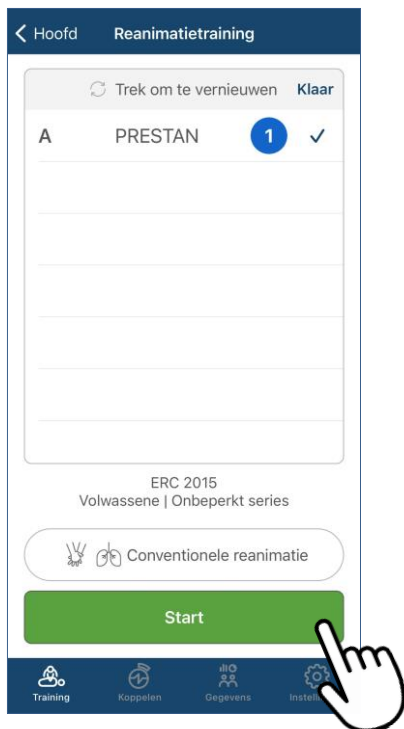 Hoofd Reanimatietraining
Trek om te vernieuwen Klaar
A PRESTAN 1
ERC 2015
Volwassene | Onbeperkt series
Conventionele reanimatie
Start
Training Koppelen Gegevens